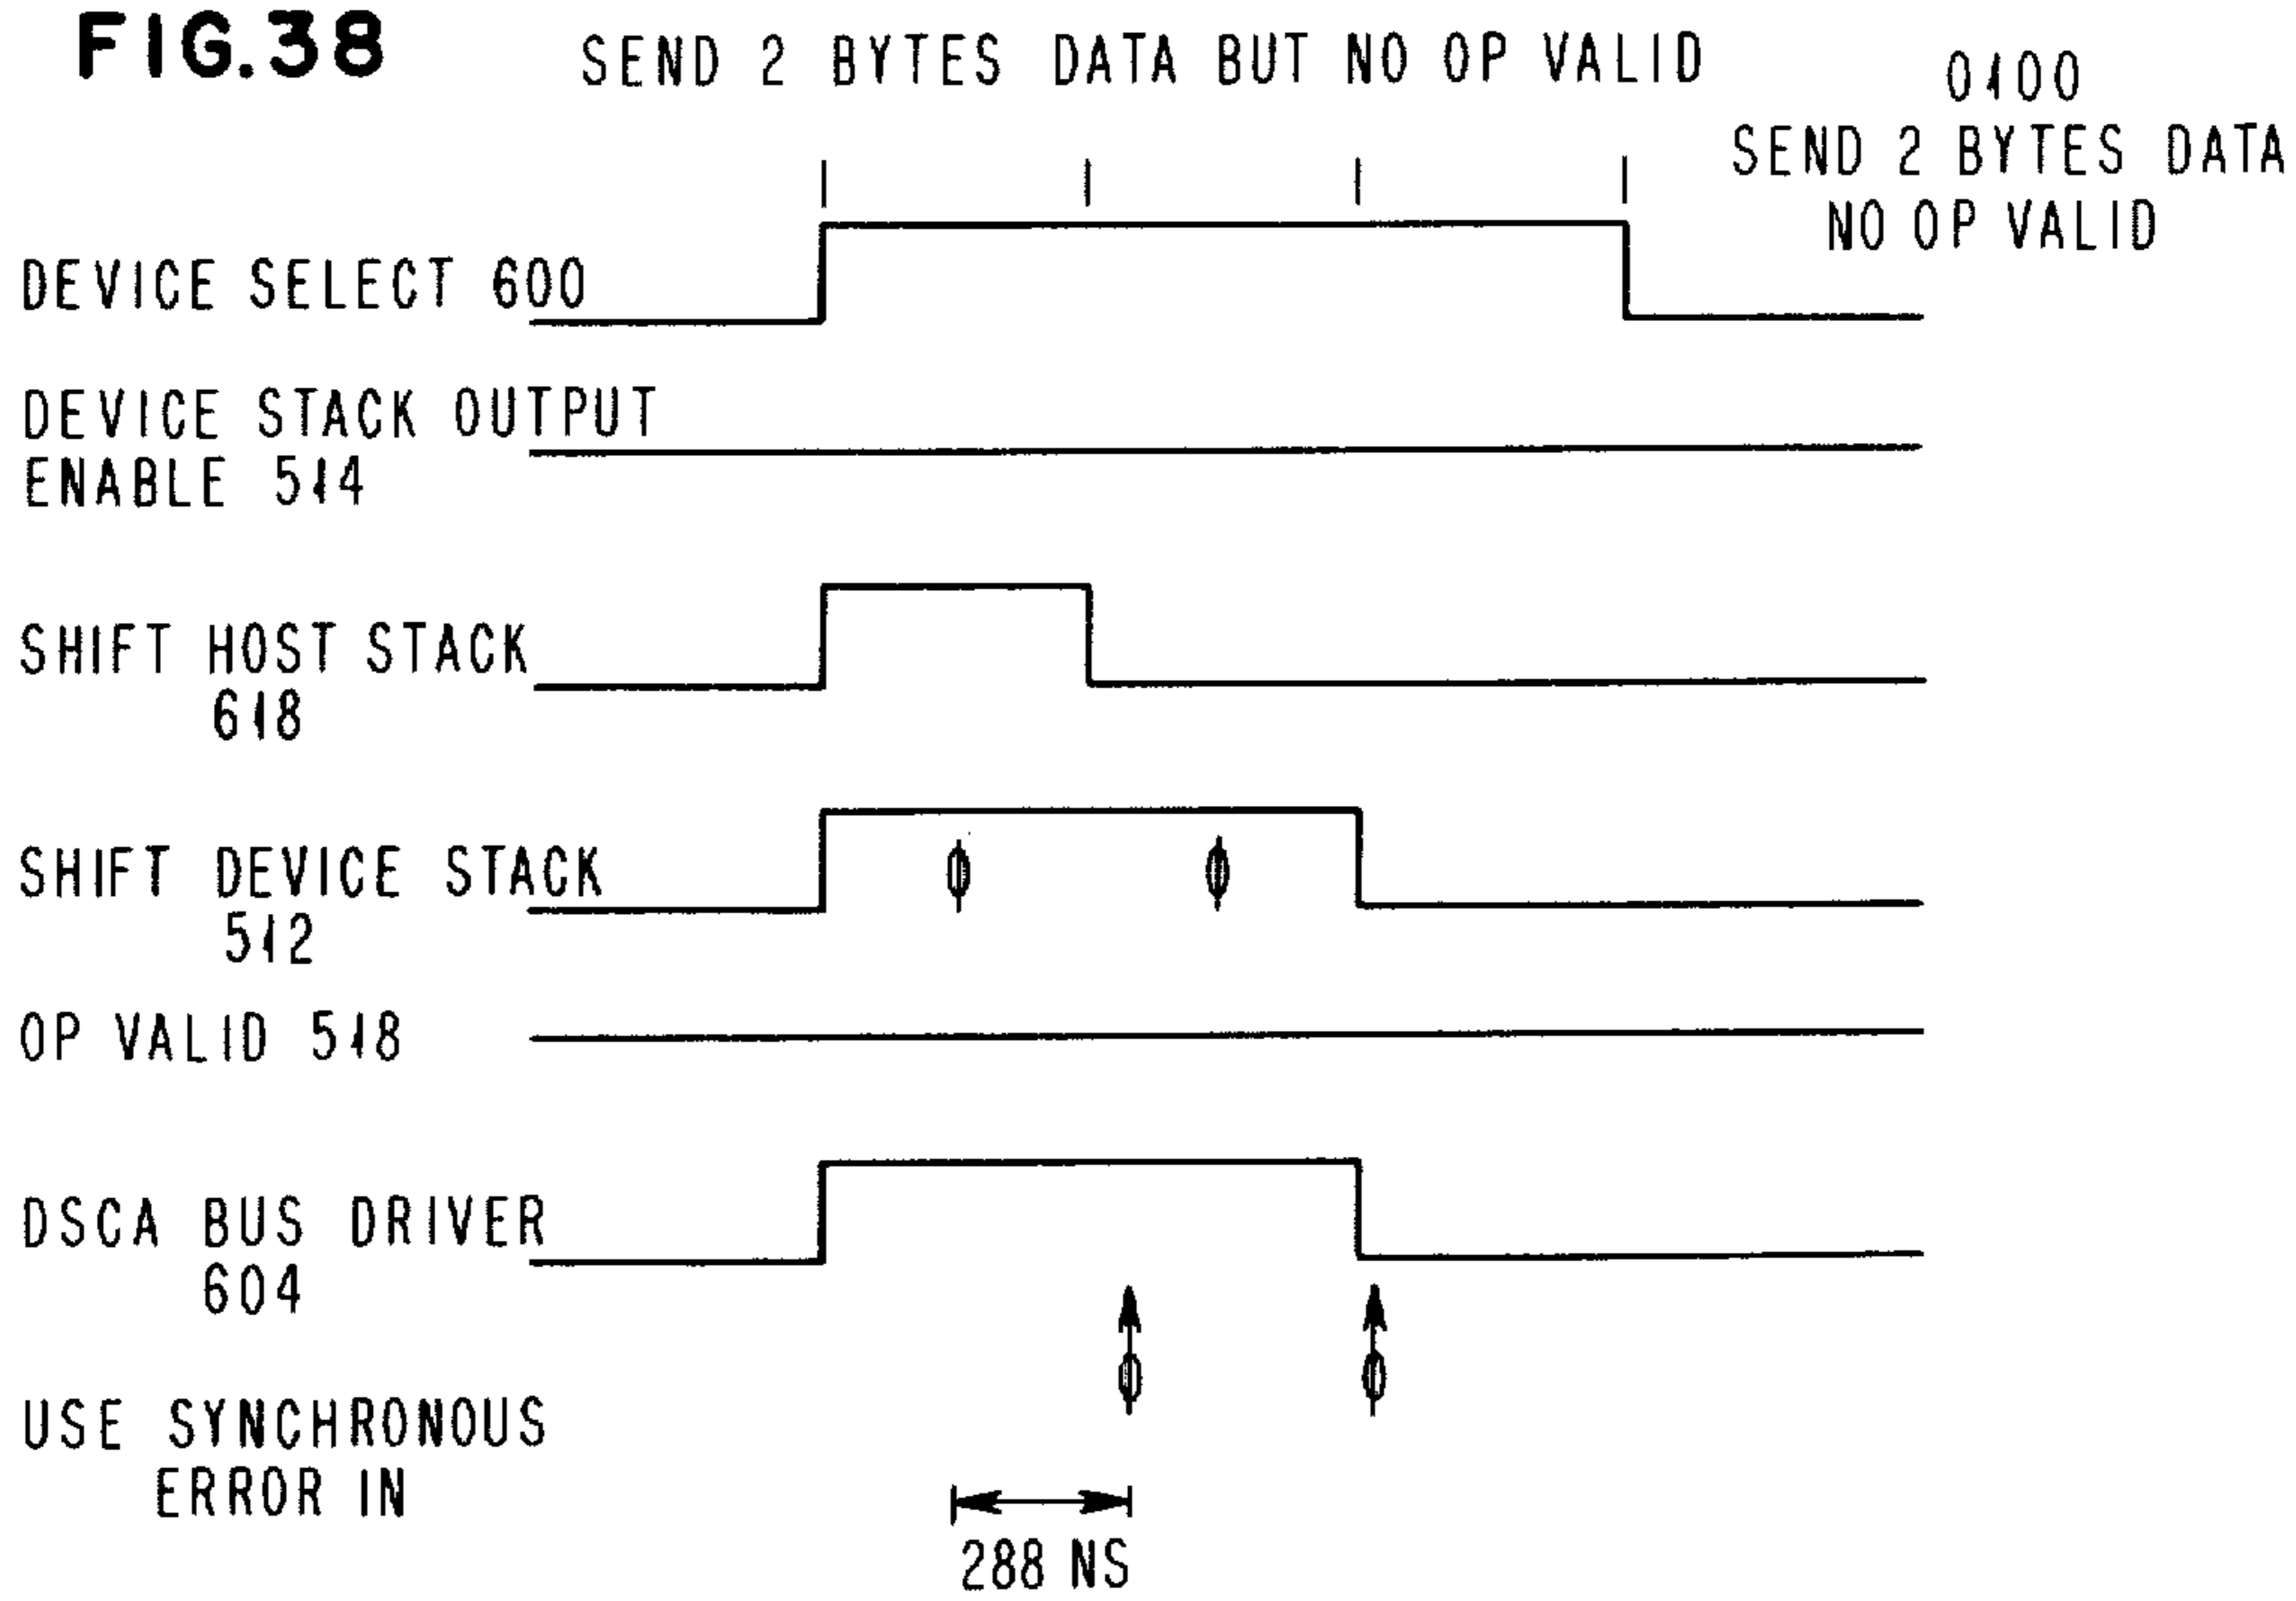 FIG.38
SEND 2 BYTES DATA BUT NO OP VALID
0100
SEND 2 BYTES DATA
NO OP VALID
DEVICE SELECT 600
DEVICE STACK OUTPUT
ENABLE 514
SHIFT HOST STACK
618
SHIFT DEVICE STACK
512
OP VALID 518
DSCA BUS DRIVER
604
USE SYNCHRONOUS
ERROR IN
288 NS